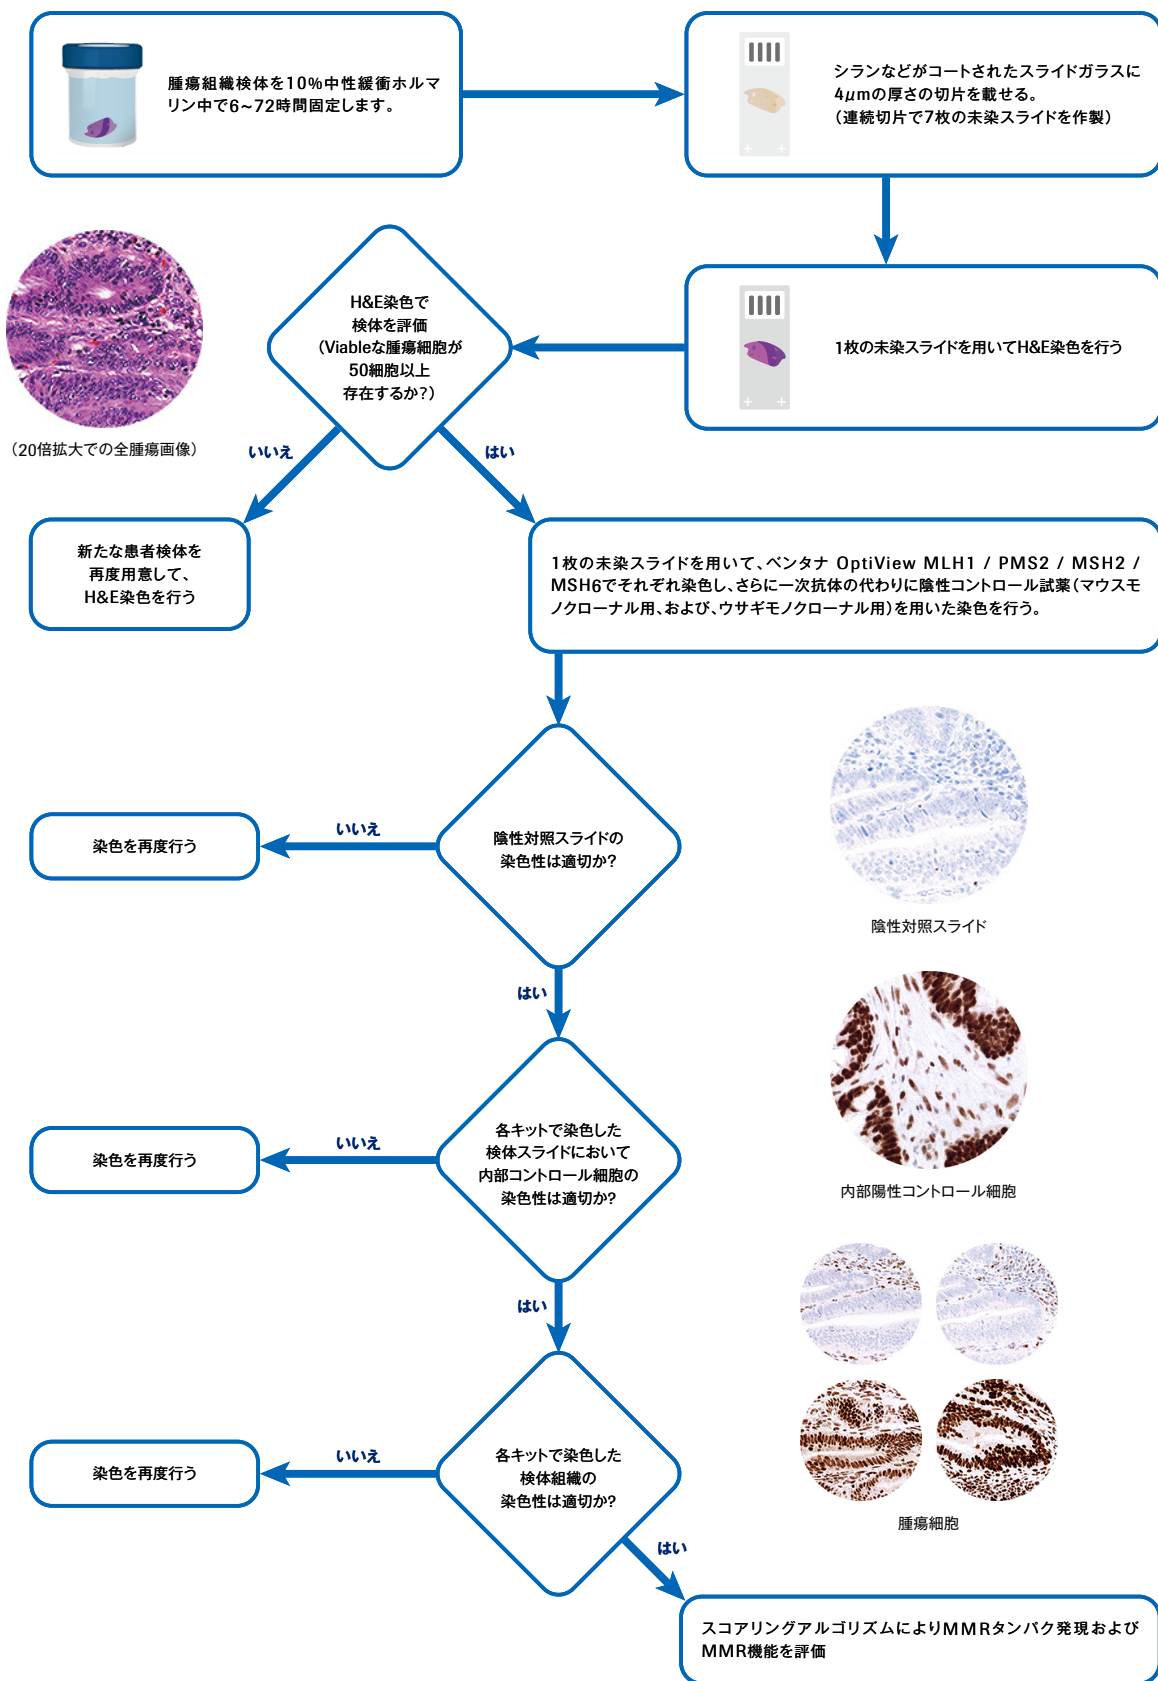 腫瘍組織検体を10%中性緩衝ホルマ
リン中で6~72時間固定します。
シランなどがコートされたスライドガラスに
4μmの厚さの切片を載せる。
(連続切片で7枚の未染スライドを作製)
1枚の未染スライドを用いてH&E染色を行う
H&E染色で
検体を評価
(Viableな腫瘍細胞が
50細胞以上
存在するか?)
(20倍拡大での全腫瘍画像)
いいえ
はい
新たな患者検体を
再度用意して、
H&E染色を行う
1枚の未染スライドを用いて、ベンタナ OptiView MLH1 / PMS2 / MSH2 /
MSH6でそれぞれ染色し、さらに一次抗体の代わりに陰性コントロール試薬(マウスモ
ノクローナル用、および、ウサギモノクローナル用)を用いた染色を行う。
陰性対照スライドの
染色性は適切か?
いいえ
染色を再度行う
陰性対照スライド
はい
各キットで染色した
検体スライドにおいて
内部コントロール細胞の
染色性は適切か?
いいえ
染色を再度行う
内部陽性コントロール細胞
はい
各キットで染色した
検体組織の
染色性は適切か?
いいえ
染色を再度行う
腫瘍細胞
はい
スコアリングアルゴリズムによりMMRタンパク発現および
MMR機能を評価